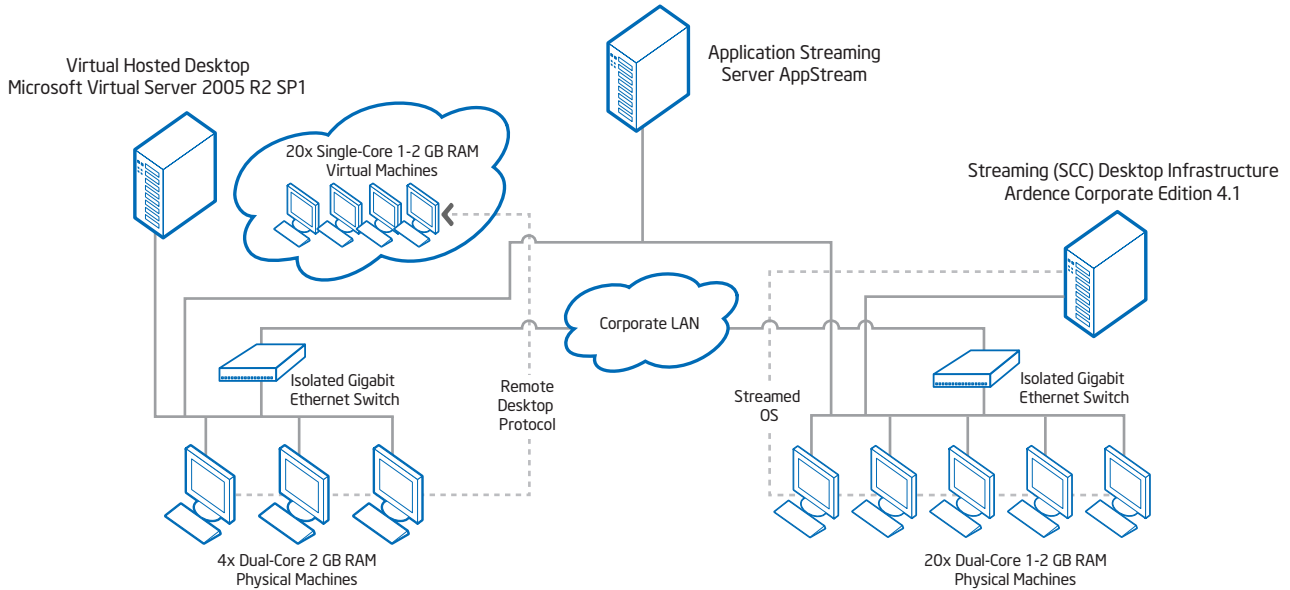 Virtual Hosted Desktop
Microsoft Virtual Server 2005 R2 SP1
Application Streaming
Server AppStream
20x Single-Core 1-2 GB RAM
Virtual Machines
Streaming (SCC) Desktop Infrastructure
Ardence Corporate Edition 4.1
Corporate LAN
Isolated Gigabit
Ethernet Switch
Remote
Desktop
Protocol
Streamed
OS
Isolated Gigabit
Ethernet Switch
4x Dual-Core 2 GB RAM
Physical Machines
20x Dual-Core 1-2 GB RAM
Physical Machines